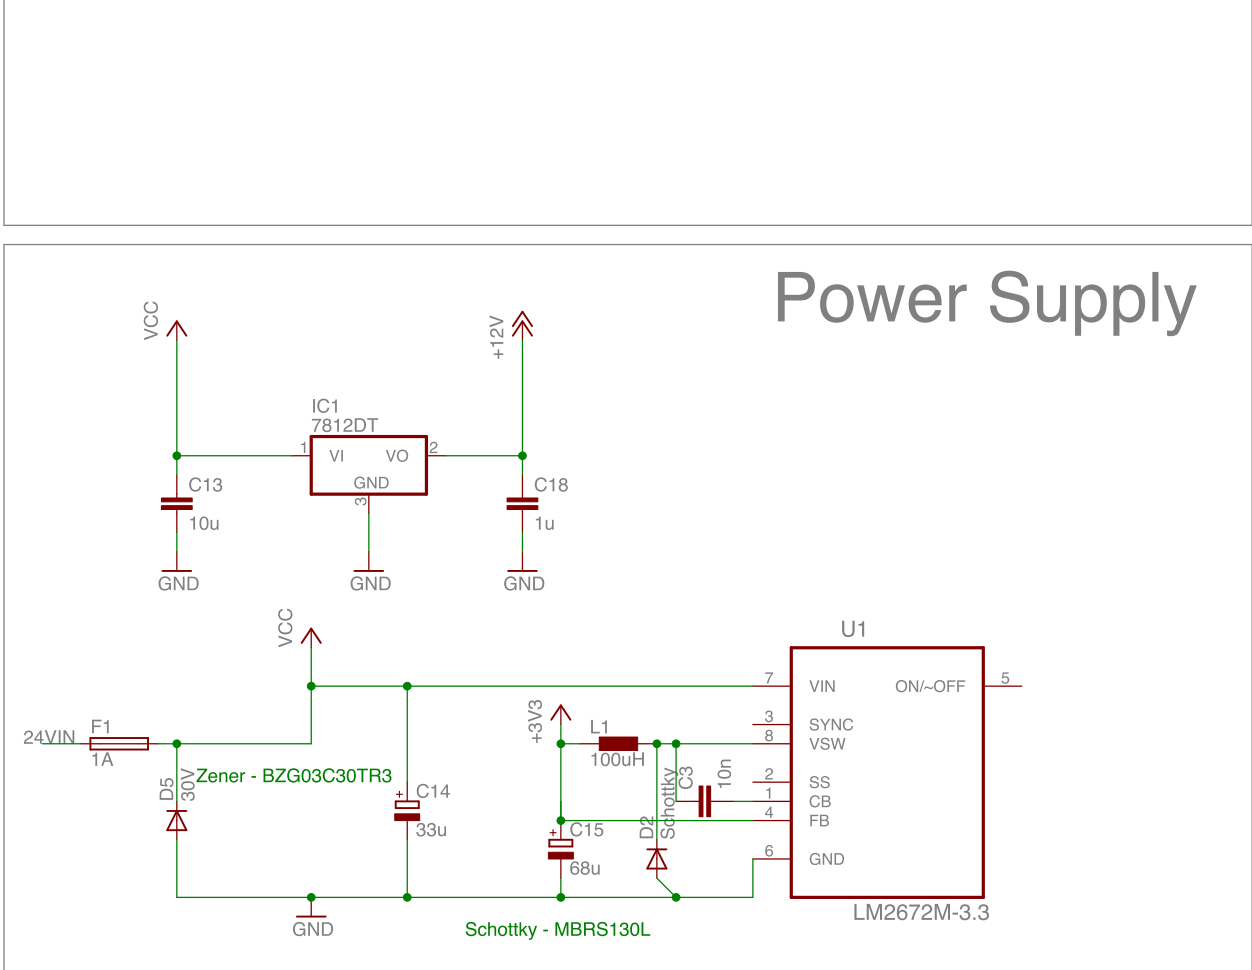 Power Supply
VCC
+12V
IC1
7812DT
1
VI
VO
2
GND
3
C13
10u
C18
1u
GND
GND
GND
VCC
U1
7
VIN
ON/~OFF
5
+3V3
3
SYNC
24VIN
F1
1A
L1
100uH
8
VSW
D5
30V
Zener - BZG03C30TR3
C3
10n
2
SS
C14
33u
1
CB
D2
Schottky
4
FB
C15
68u
6
GND
LM2672M-3.3
GND
Schottky - MBRS130L